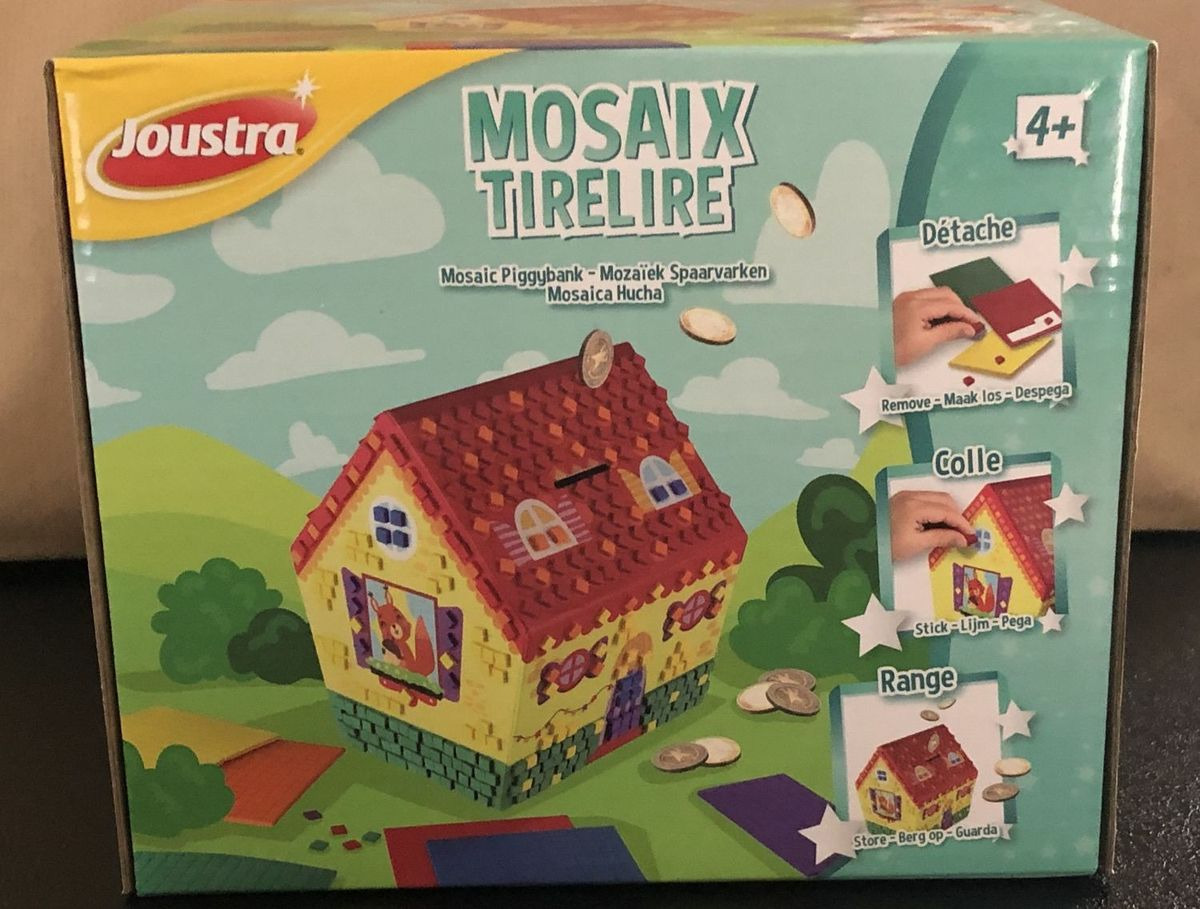 Joustra
MOSAIX
TIRELIRE
Mosaic Piggybank - Mozaïek Spaarvarken
Mosaica Hucha
4+
Détache
Remove - Maak los - Despega
Colle
Stick - Lijm - Pega
Range
Store - Berg op - Guarda